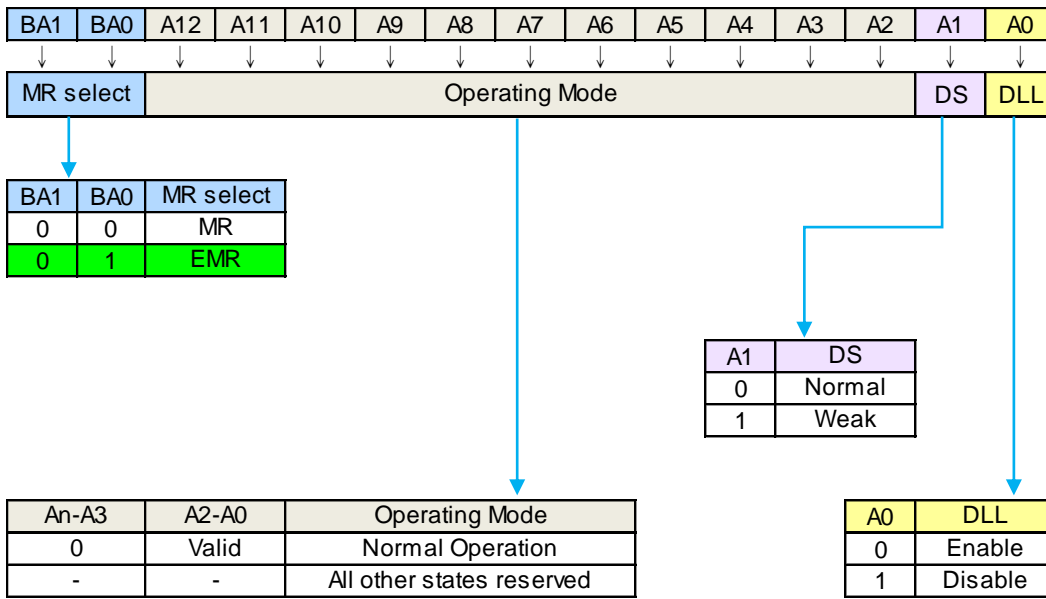 BA1 BA0 A12 A11 A10 A9 A8 A7 A6 A5 A4 A3 A2 A1 A0
MR select Operating Mode DS DLL
BA1 BA0 MR select
0 0 MR
0 1 EMR
A1 DS
0 Normal
1 Weak
An-A3 A2-A0 Operating Mode
0 Valid Normal Operation
- - All other states reserved
A0 DLL
0 Enable
1 Disable